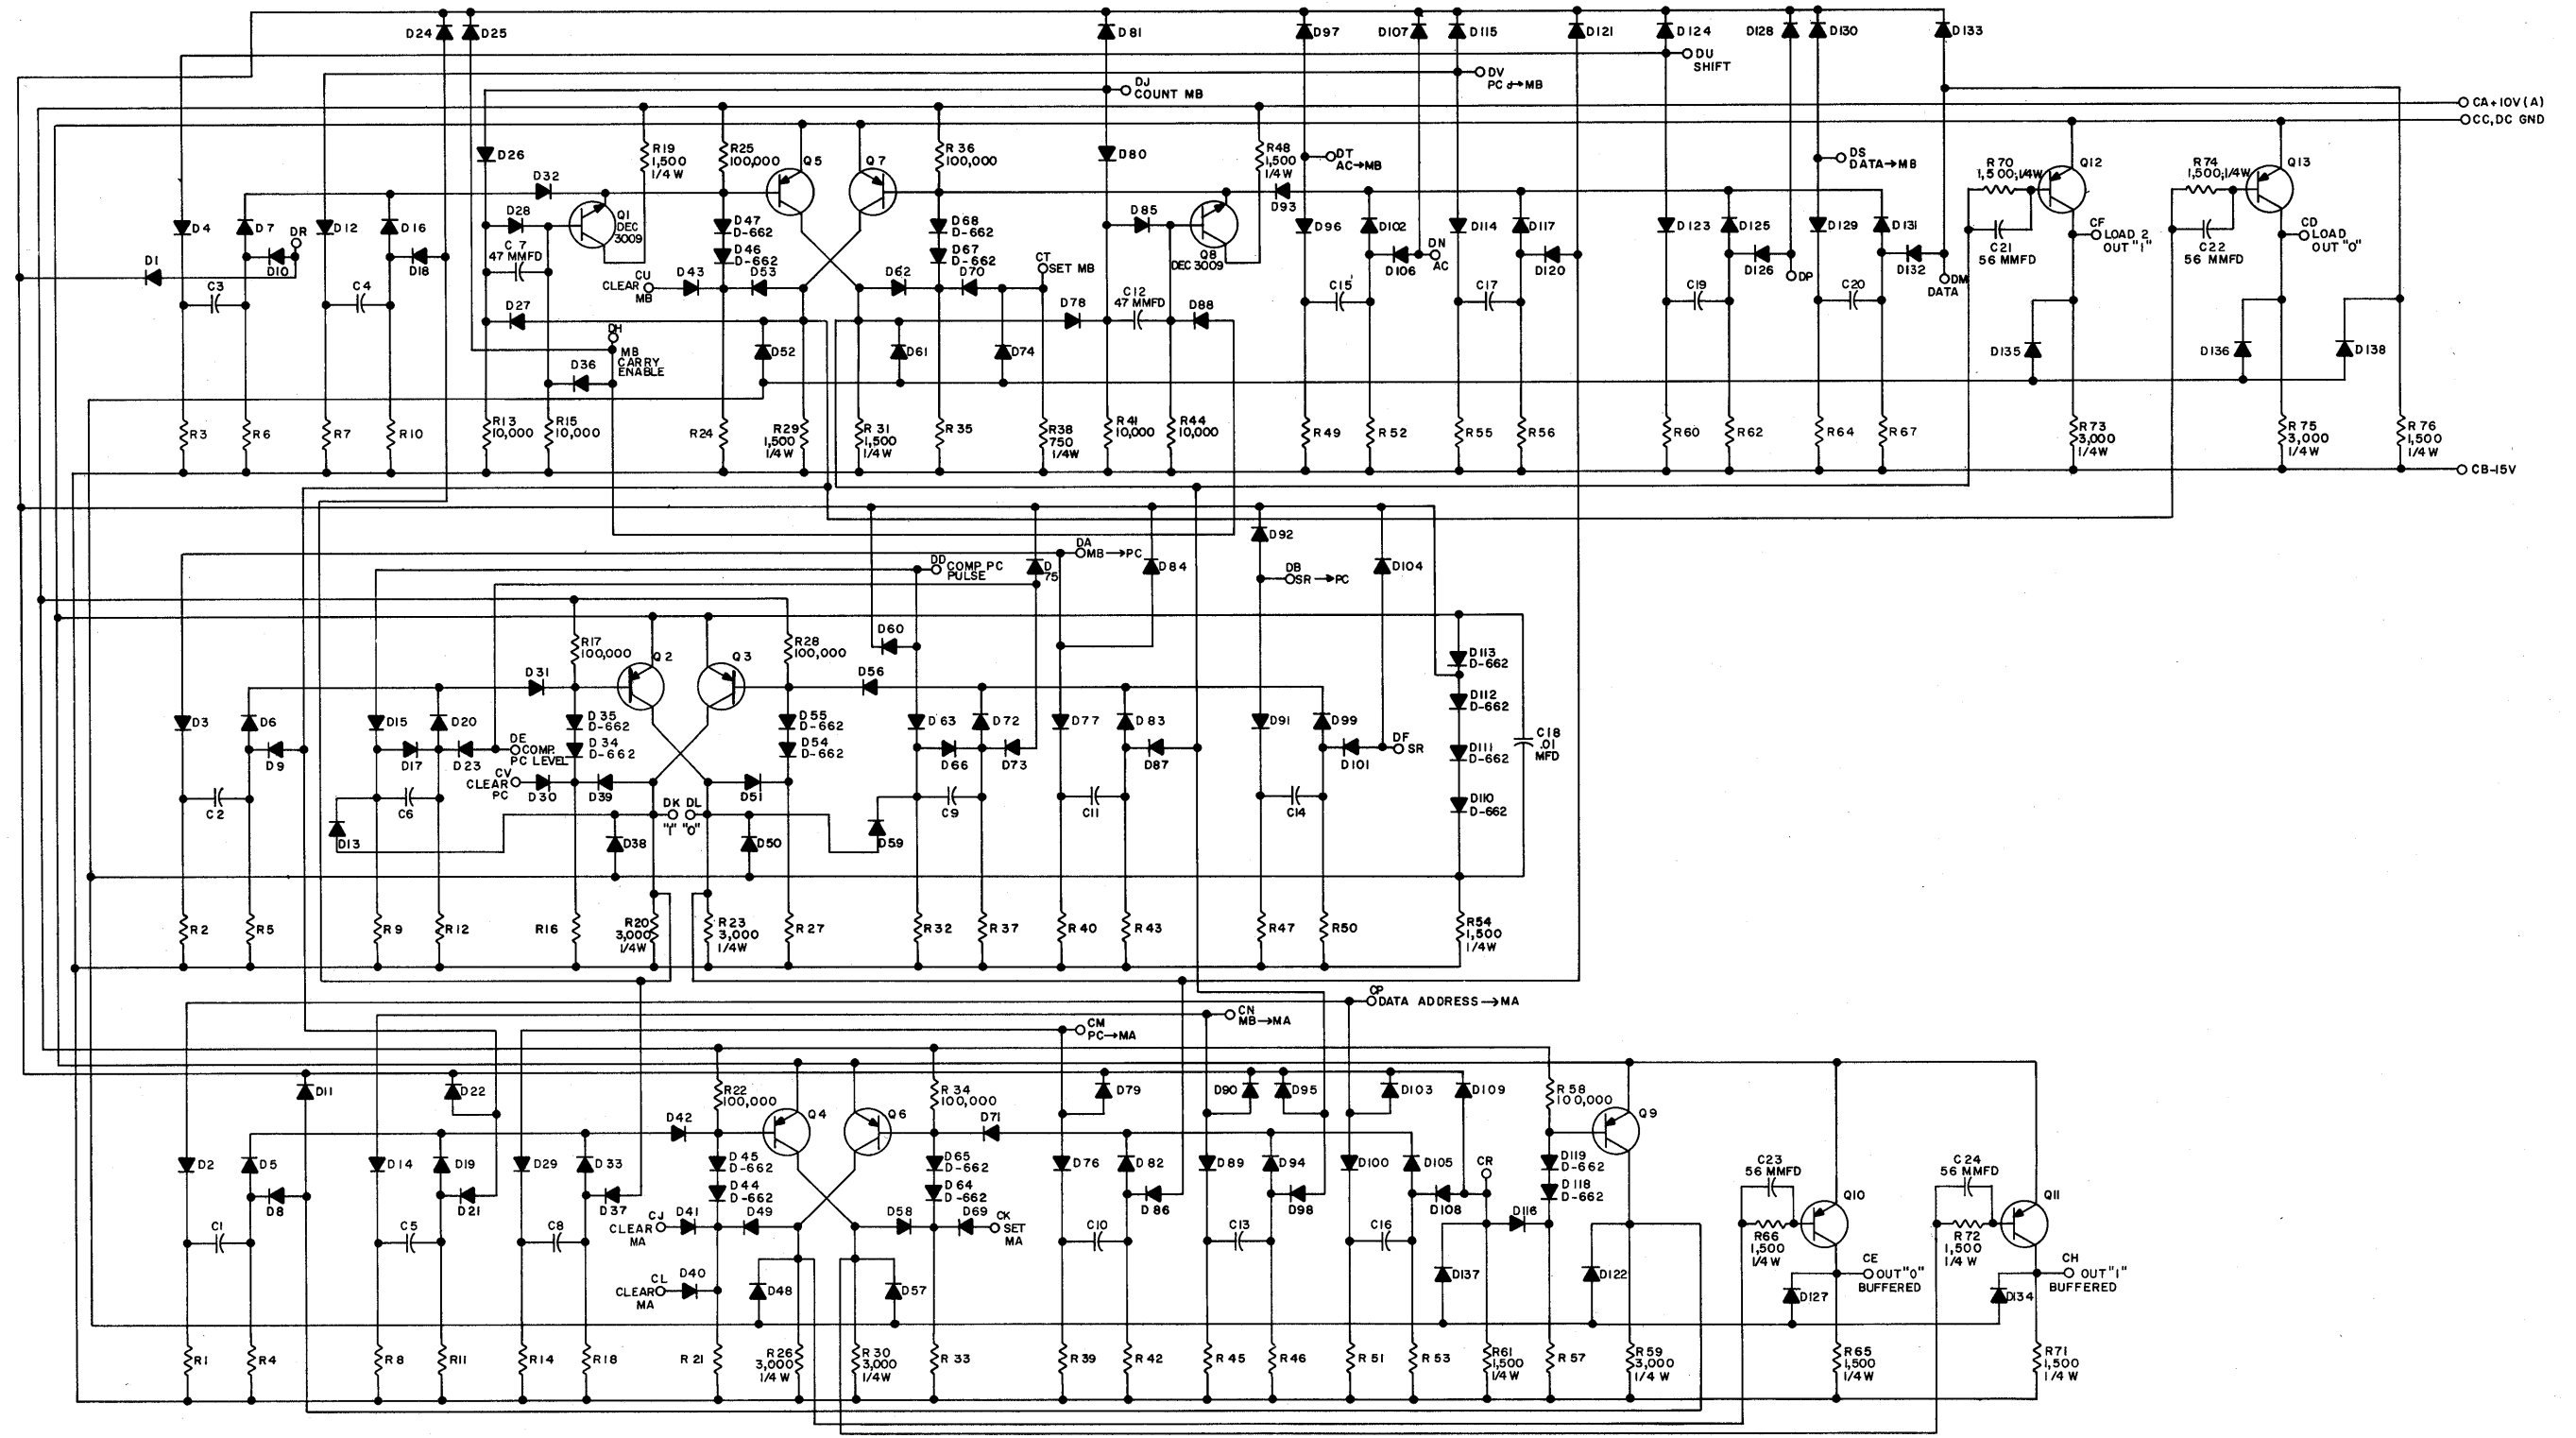 D24
D25
D81
D97
D107
D115
D121
D124
D128
D130
D133
DU
SHIFT
DV
PC→MB
DJ
COUNT MB
CA+10V(A)
CC,DC GND
D26
R19
1,500
1/4 W
R25
100,000
Q5
Q7
R36
100,000
D80
R48
1,500
1/4 W
DT
AC→MB
DS
DATA→MB
R 70
1,500;1/4W
Q12
R74
1,500,1/4W
Q13
D32
D93
D4
D7
DR
D12
D16
D28
Q1
DEC
3009
D47
D-662
D46
D-662
D68
D-662
D67
D-662
D85
Q8
DEC 3009
D96
D102
DN
AC
D114
D117
D123
D125
D129
D131
C21
56 MMFD
CF
LOAD 2
OUT "1"
C22
56 MMFD
CD
LOAD
OUT "0"
D1
D10
D18
C 7
47 MMFD
CU
CLEAR
MB
D43
D53
D62
D70
CT
SET MB
D106
D120
D126
DP
D132
DM
DATA
C3
C4
D27
D78
C12
47 MMFD
D88
C15
C17
C19
C20
DH
MB
CARRY
ENABLE
D36
D52
D61
D74
D135
D136
D138
R3
R6
R7
R10
R13
10,000
R15
10,000
R24
R29
1,500
1/4 W
R 31
1,500
1/4 W
R35
R38
750
1/4W
R41
10,000
R44
10,000
R49
R52
R55
R56
R60
R62
R64
R67
R73
3,000
1/4 W
R 75
3,000
1/4 W
R 76
1,500
1/4 W
CB-15V
D92
DA
MB→PC
DD
COMP PC
PULSE
D
75
D84
DB
SR→PC
D104
R17
100,000
Q2
Q3
R28
100,000
D60
D113
D-662
D31
D56
D112
D-662
D3
D6
D15
D20
D35
D-662
D34
D-662
D55
D-662
D54
D-662
D63
D72
D77
D83
D91
D99
DF
SR
D9
D17
D23
DE
COMP.
PC LEVEL
D66
D73
D87
D101
D111
D-662
C18
.01
MFD
CV
CLEAR
PC
D30
D39
D51
D110
D-662
C2
C6
DK
DL
"1"
"0"
C9
C11
C14
D13
D38
D50
D59
R2
R5
R9
R12
R16
R20
3,000
1/4W
R23
3,000
1/4W
R27
R32
R37
R40
R43
R47
R50
R54
1,500
1/4 W
CP
DATA ADDRESS→MA
CN
MB→MA
CM
PC→MA
D11
D22
R22
100,000
R 34
100,000
D79
D90
D95
D103
D109
R 58
100,000
D42
Q4
Q6
D71
Q9
D2
D5
D14
D19
D29
D33
D45
D-662
D44
D-662
D65
D-662
D64
D-662
D76
D82
D89
D94
D100
D105
CR
D119
D-662
D118
D-662
C23
56 MMFD
Q10
C24
56 MMFD
Q11
D8
D21
D37
D86
D98
D108
CJ
CLEAR
MA
D41
D49
D58
D69
CK
SET
MA
D116
R66
1,500
1/4 W
R 72
1,500
1/4 W
C1
C5
C8
C10
C13
C16
CL
CLEAR
MA
D40
D48
D57
D137
D122
CE
OUT"0"
BUFFERED
D127
CH
OUT"1"
BUFFERED
D134
R1
R4
R8
R11
R14
R18
R 21
R26
3,000
1/4 W
R 30
3,000
1/4 W
R 33
R39
R 42
R 45
R46
R 51
R 53
R61
1,500
1/4 W
R 57
R59
3,000
1/4 W
R65
1,500
1/4 W
R71
1,500
1/4 W